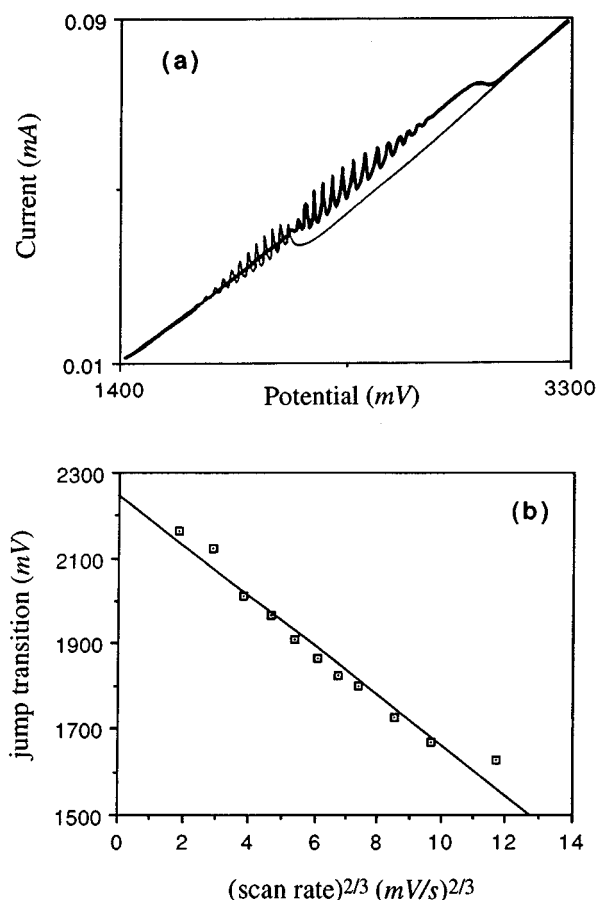 0.09
(a)
Current (mA)
0.01
1400
Potential (mV)
3300
2300
(b)
2100
jump transition (mV)
1900
1700
1500
0 2 4 6 8 10 12 14
(scan rate)2/3 (mV/s)2/3